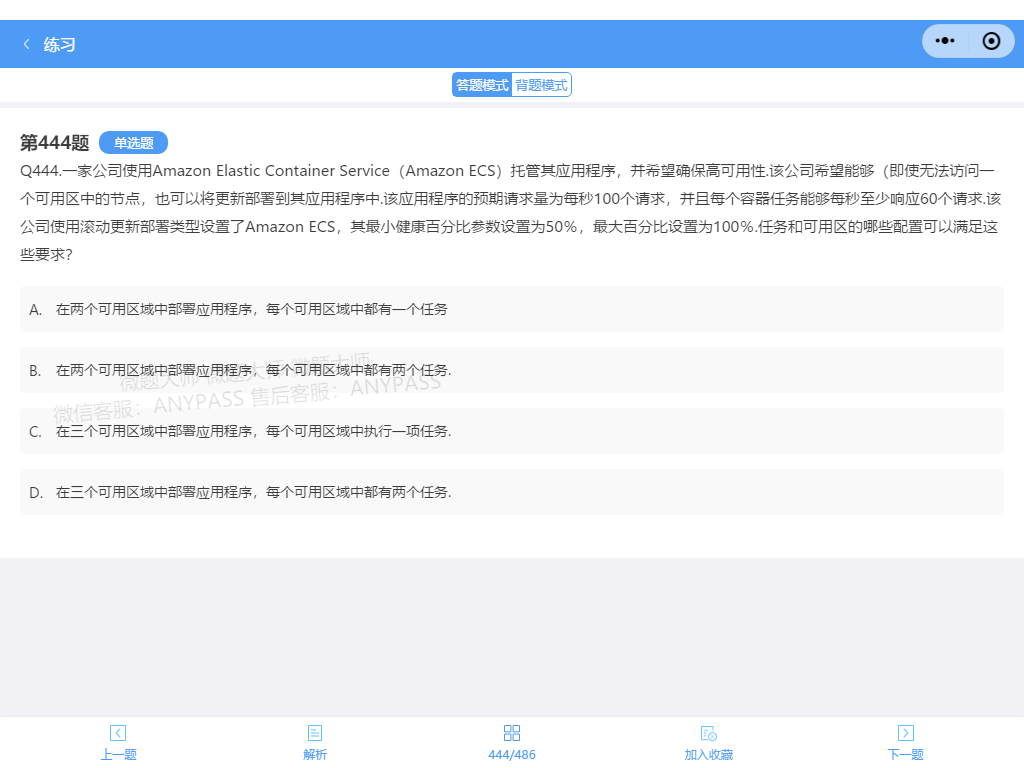 练习
答题模式 背题模式
第444题 单选题
Q444.一家公司使用Amazon Elastic Container Service（Amazon ECS）托管其应用程序，并希望确保高可用性.该公司希望能够（即使无法访问一
个可用区中的节点，也可以将更新部署到其应用程序中.该应用程序的预期请求量为每秒100个请求，并且每个容器任务能够每秒至少响应60个请求.该
公司使用滚动更新部署类型设置了Amazon ECS，其最小健康百分比参数设置为50%，最大百分比设置为100%.任务和可用区的哪些配置可以满足这
些要求?
A. 在两个可用区域中部署应用程序，每个可用区域中都有一个任务
B. 在两个可用区域中部署应用程序，每个可用区域中都有两个任务.
微题大师 微题大师 微题大师
微信客服：ANYPASS 售后客服：ANYPASS
C. 在三个可用区域中部署应用程序，每个可用区域中执行一项任务.
D. 在三个可用区域中部署应用程序，每个可用区域中都有两个任务.
上一题 解析 444/486 加入收藏 下一题